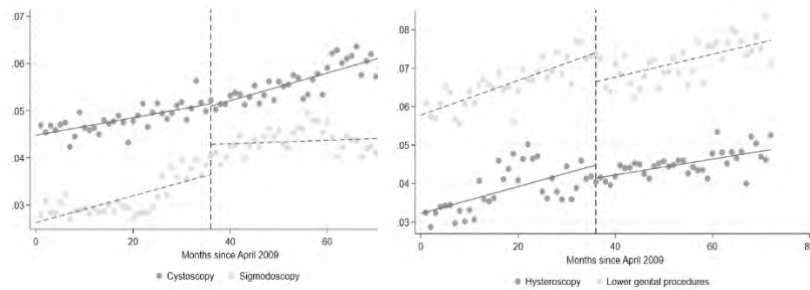 .07
.06
.05
.04
.03
0 20 40 60
Months since April 2009
Cystoscopy Sigmodoscopy
.08
.07
.06
.05
.04
.03
0 20 40 60 8
Months since April 2009
Hysteroscopy Lower genital procedures